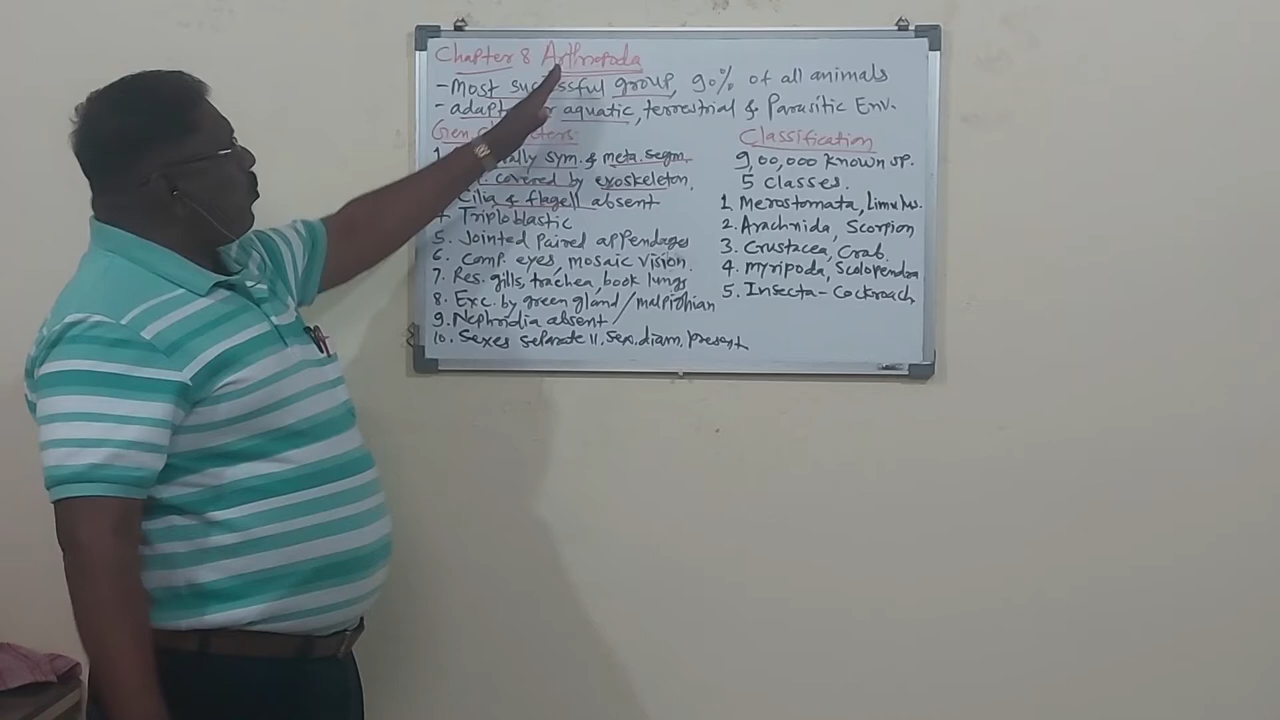 Chapter 8 Arthropoda
- Most successful group, 90% of all animals
- aquatic, terrestrial & Parasitic Env.
Gen.
sym. & meta. segm.
covered by exoskeleton,
Cilia & flagell absent
Triploblastic
5. Jointed paired appendages
6. Comp. eyes, mosaic vision.
7. Res. gills, trachea, book lungs
8. Exc. by green gland / malpighian
9. Nephridia absent
10. Sexes separate 11. Sex. diam. present
Classification
9,00,000 known sp.
5 classes.
1 Merostomata, Limulus.
2. Arachnida, Scorpion
3. Crustacea, Crab.
4. Myripoda, Scolopendra
5. Insecta - Cockroach